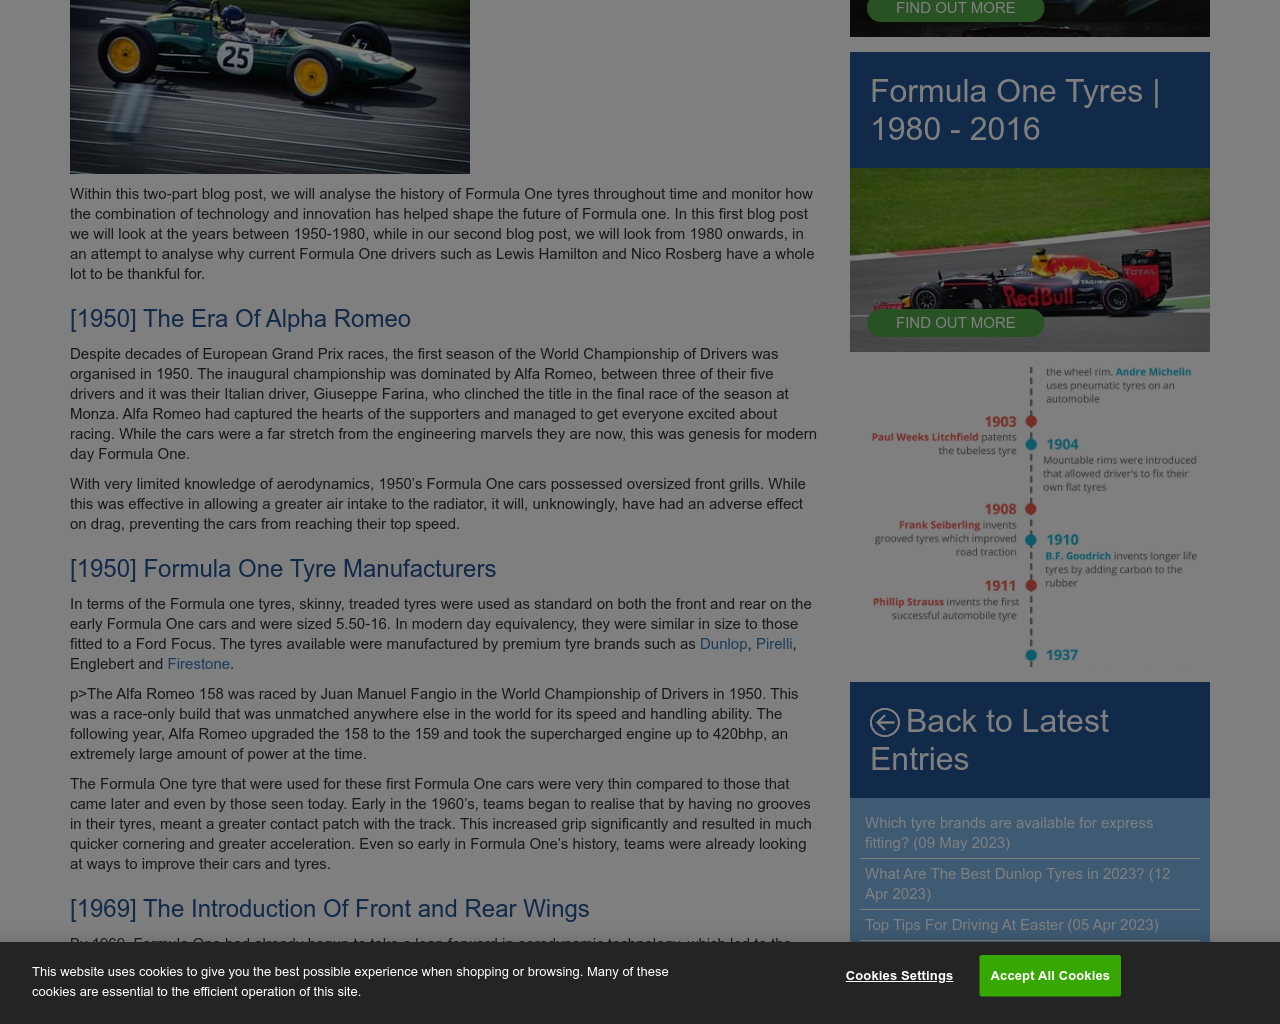 25
Within this two-part blog post, we will analyse the history of Formula One tyres throughout time and monitor how
the combination of technology and innovation has helped shape the future of Formula one. In this first blog post
we will look at the years between 1950-1980, while in our second blog post, we will look from 1980 onwards, in
an attempt to analyse why current Formula One drivers such as Lewis Hamilton and Nico Rosberg have a whole
lot to be thankful for.
[1950] The Era Of Alpha Romeo
Despite decades of European Grand Prix races, the first season of the World Championship of Drivers was
organised in 1950. The inaugural championship was dominated by Alfa Romeo, between three of their five
drivers and it was their Italian driver, Giuseppe Farina, who clinched the title in the final race of the season at
Monza. Alfa Romeo had captured the hearts of the supporters and managed to get everyone excited about
racing. While the cars were a far stretch from the engineering marvels they are now, this was genesis for modern
day Formula One.
With very limited knowledge of aerodynamics, 1950's Formula One cars possessed oversized front grills. While
this was effective in allowing a greater air intake to the radiator, it will, unknowingly, have had an adverse effect
on drag, preventing the cars from reaching their top speed.
[1950] Formula One Tyre Manufacturers
In terms of the Formula one tyres, skinny, treaded tyres were used as standard on both the front and rear on the
early Formula One cars and were sized 5.50-16. In modern day equivalency, they were similar in size to those
fitted to a Ford Focus. The tyres available were manufactured by premium tyre brands such as Dunlop, Pirelli,
Englebert and Firestone.
p>The Alfa Romeo 158 was raced by Juan Manuel Fangio in the World Championship of Drivers in 1950. This
was a race-only build that was unmatched anywhere else in the world for its speed and handling ability. The
following year, Alfa Romeo upgraded the 158 to the 159 and took the supercharged engine up to 420bhp, an
extremely large amount of power at the time.
The Formula One tyre that were used for these first Formula One cars were very thin compared to those that
came later and even by those seen today. Early in the 1960's, teams began to realise that by having no grooves
in their tyres, meant a greater contact patch with the track. This increased grip significantly and resulted in much
quicker cornering and greater acceleration. Even so early in Formula One's history, teams were already looking
at ways to improve their cars and tyres.
[1969] The Introduction Of Front and Rear Wings
By 1969, Formula One had already begun to take a leap forward in aerodynamic technology, which led to the
FIND OUT MORE
Formula One Tyres |
1980 - 2016
Red Bull
TOTAL
FIND OUT MORE
the wheel rim. Andre Michelin
uses pneumatic tyres on an
automobile
1903
Paul Weeks Litchfield patents
the tubeless tyre
1904
Mountable rims were introduced
that allowed driver's to fix their
own flat tyres
1908
Frank Seiberling invents
grooved tyres which improved
road traction
1910
B.F. Goodrich invents longer life
tyres by adding carbon to the
rubber
1911
Phillip Strauss invents the first
successful automobile tyre
1937
Back to Latest
Entries
Which tyre brands are available for express
fitting? (09 May 2023)
What Are The Best Dunlop Tyres in 2023? (12
Apr 2023)
Top Tips For Driving At Easter (05 Apr 2023)
This website uses cookies to give you the best possible experience when shopping or browsing. Many of these
cookies are essential to the efficient operation of this site.
Cookies Settings
Accept All Cookies